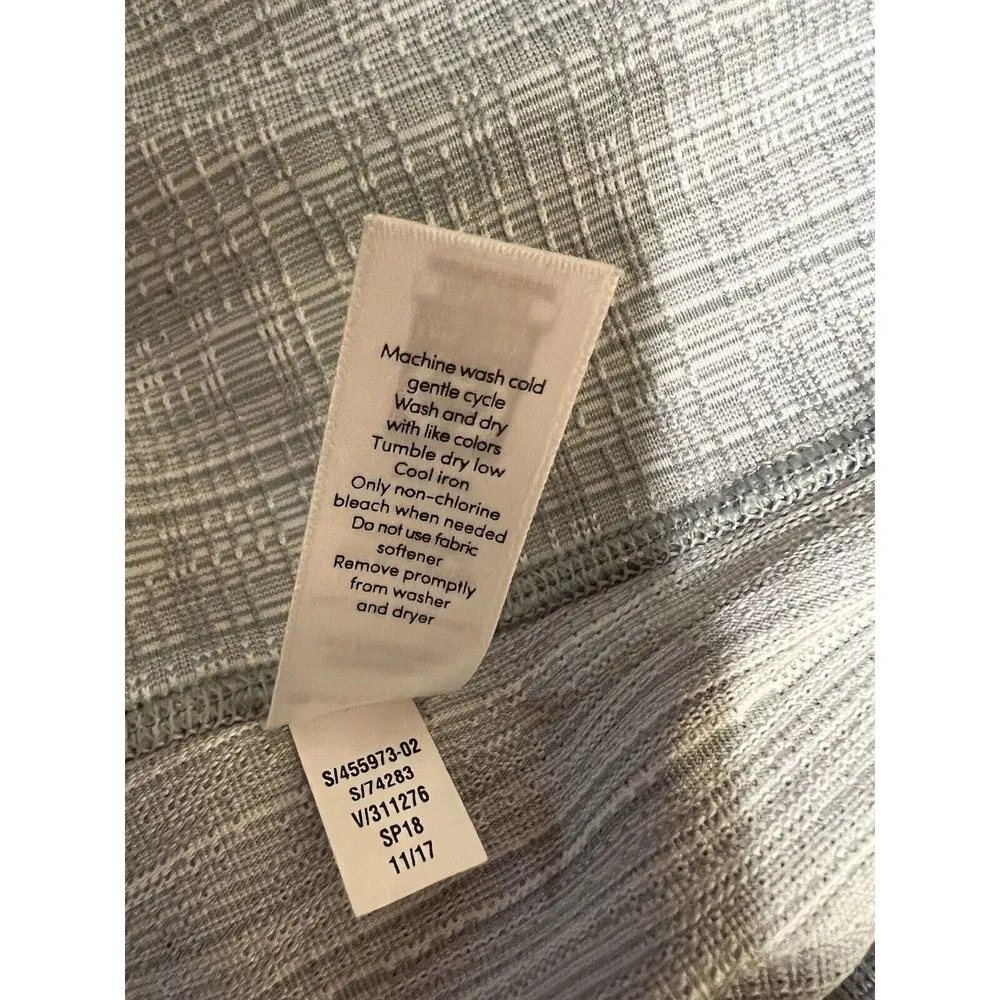 Machine wash cold
gentle cycle
Wash and dry
with like colors
Tumble dry low
Cool iron
Only non-chlorine
bleach when needed
Do not use fabric
softener
Remove promptly
from washer
and dryer
S/455973-02
S/74283
V/311276
SP18
11/17